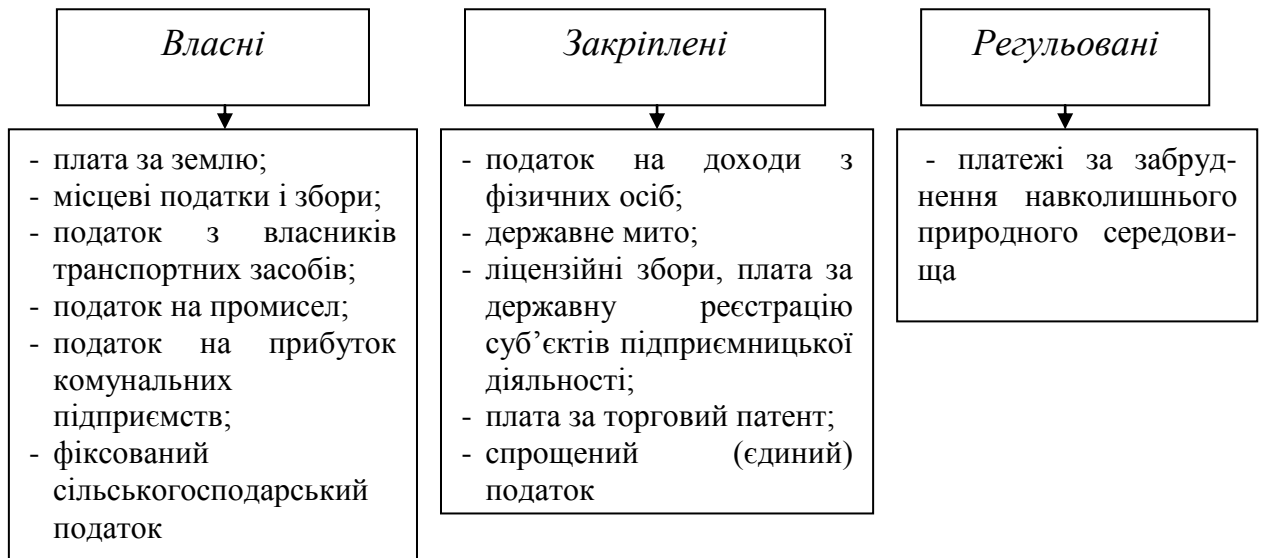 Власні
Закріплені
Регульовані
- плата за землю;
- місцеві податки і збори;
- податок з власників
транспортних засобів;
- податок на промисел;
- податок на прибуток
комунальних
підприємств;
- фіксований
сільськогосподарський
податок
- податок на доходи з
фізичних осіб;
- державне мито;
- ліцензійні збори, плата за
державну реєстрацію
суб’єктів підприємницької
діяльності;
- плата за торговий патент;
- спрощений (єдиний)
податок
- платежі за забруд-
нення навколишнього
природного середови-
ща